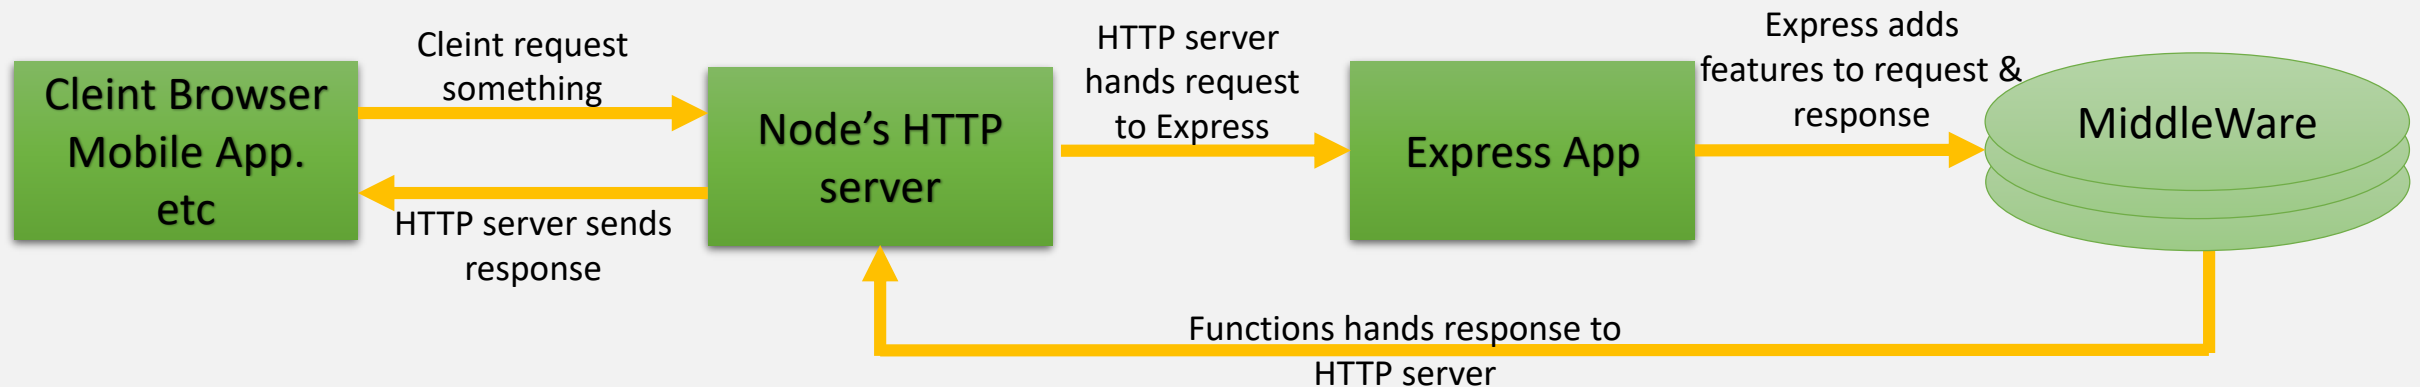 Cleint Browser
Mobile App.
etc
Cleint request
something
HTTP server sends
response
Node’s HTTP
server
HTTP server
hands request
to Express
Express App
Express adds
features to request &
response
MiddleWare
Functions hands response to
HTTP server